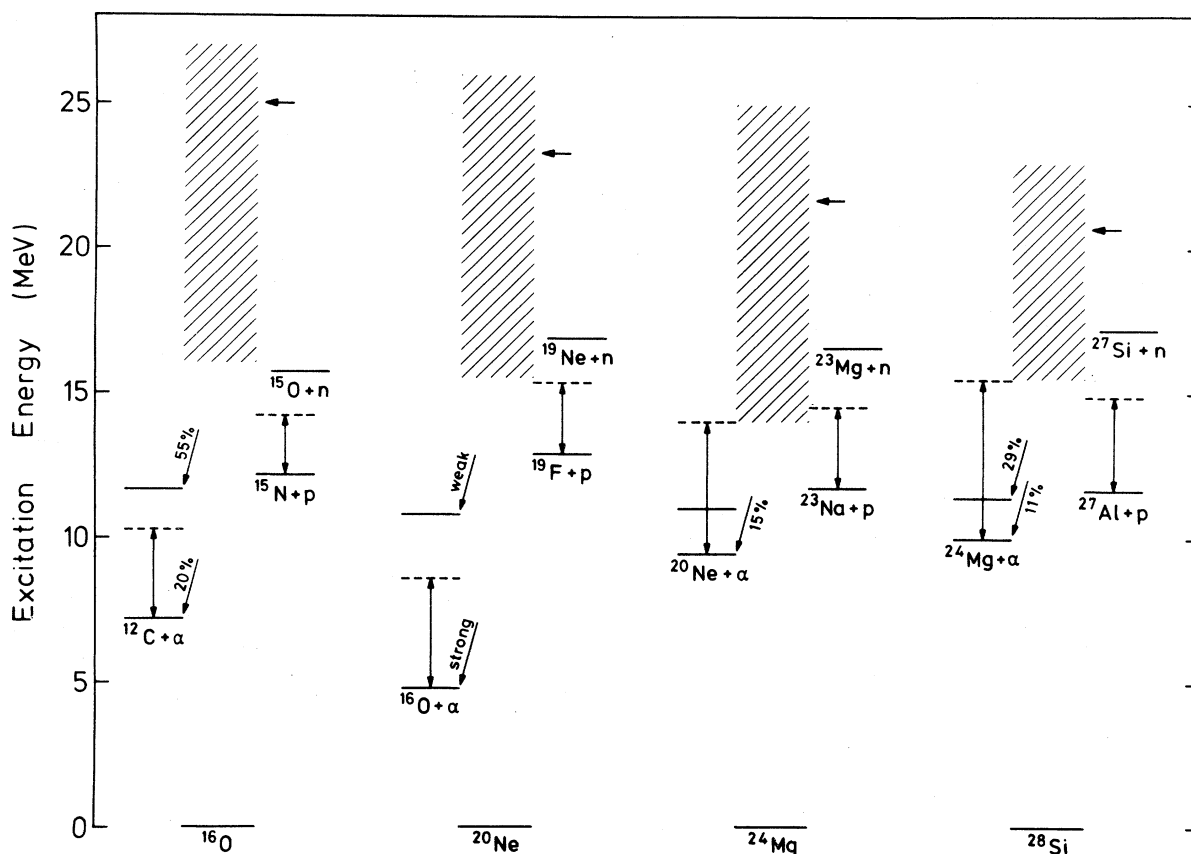 Excitation Energy (MeV)
25
20
15
10
5
0
55%
20%
¹²C+α
¹⁵O+n
¹⁵N+p
¹⁶O
weak
strong
¹⁶O+α
¹⁹Ne+n
¹⁹F+p
²⁰Ne
15%
²⁰Ne+α
²³Mg+n
²³Na+p
²⁴Mg
29%
11%
²⁴Mg+α
²⁷Si+n
²⁷Al+p
²⁸Si